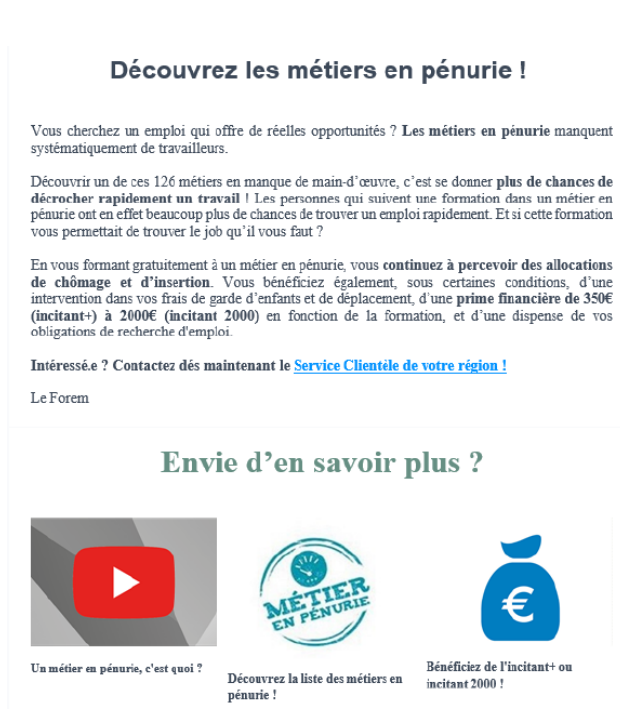 Découvrez les métiers en pénurie !
Vous cherchez un emploi qui offre de réelles opportunités ? Les métiers en pénurie manquent
systématiquement de travailleurs.
Découvrir un de ces 126 métiers en manque de main-d'œuvre, c'est se donner plus de chances de
décrocher rapidement un travail ! Les personnes qui suivent une formation dans un métier en
pénurie ont en effet beaucoup plus de chances de trouver un emploi rapidement. Et si cette formation
vous permettait de trouver le job qu'il vous faut ?
En vous formant gratuitement à un métier en pénurie, vous continuez à percevoir des allocations
de chômage et d'insertion. Vous bénéficiez également, sous certaines conditions, d'une
intervention dans vos frais de garde d'enfants et de déplacement, d'une prime financière de 350€
(incitant+) à 2000€ (incitant 2000) en fonction de la formation, et d'une dispense de vos
obligations de recherche d'emploi.
Intéressé.e ? Contactez dés maintenant le Service Clientèle de votre région !
Le Forem
Envie d'en savoir plus ?
MÉTIER
EN PÉNURIE
€
Un métier en pénurie, c'est quoi ?
Découvrez la liste des métiers en
pénurie !
Bénéficiez de l'incitant+ ou
incitant 2000 !